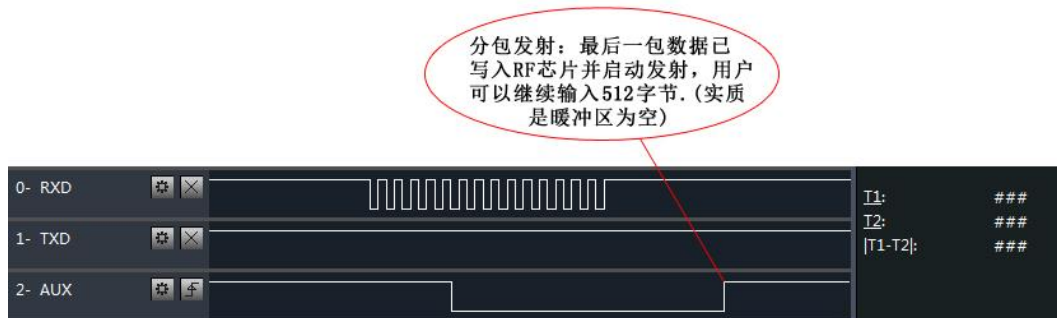 分包发射：最后一包数据已
写入RF芯片并启动发射，用户
可以继续输入512字节.(实质
是暖冲区为空)
0- RXD
T1: ###
1- TXD
T2: ###
|T1-T2|: ###
2- AUX